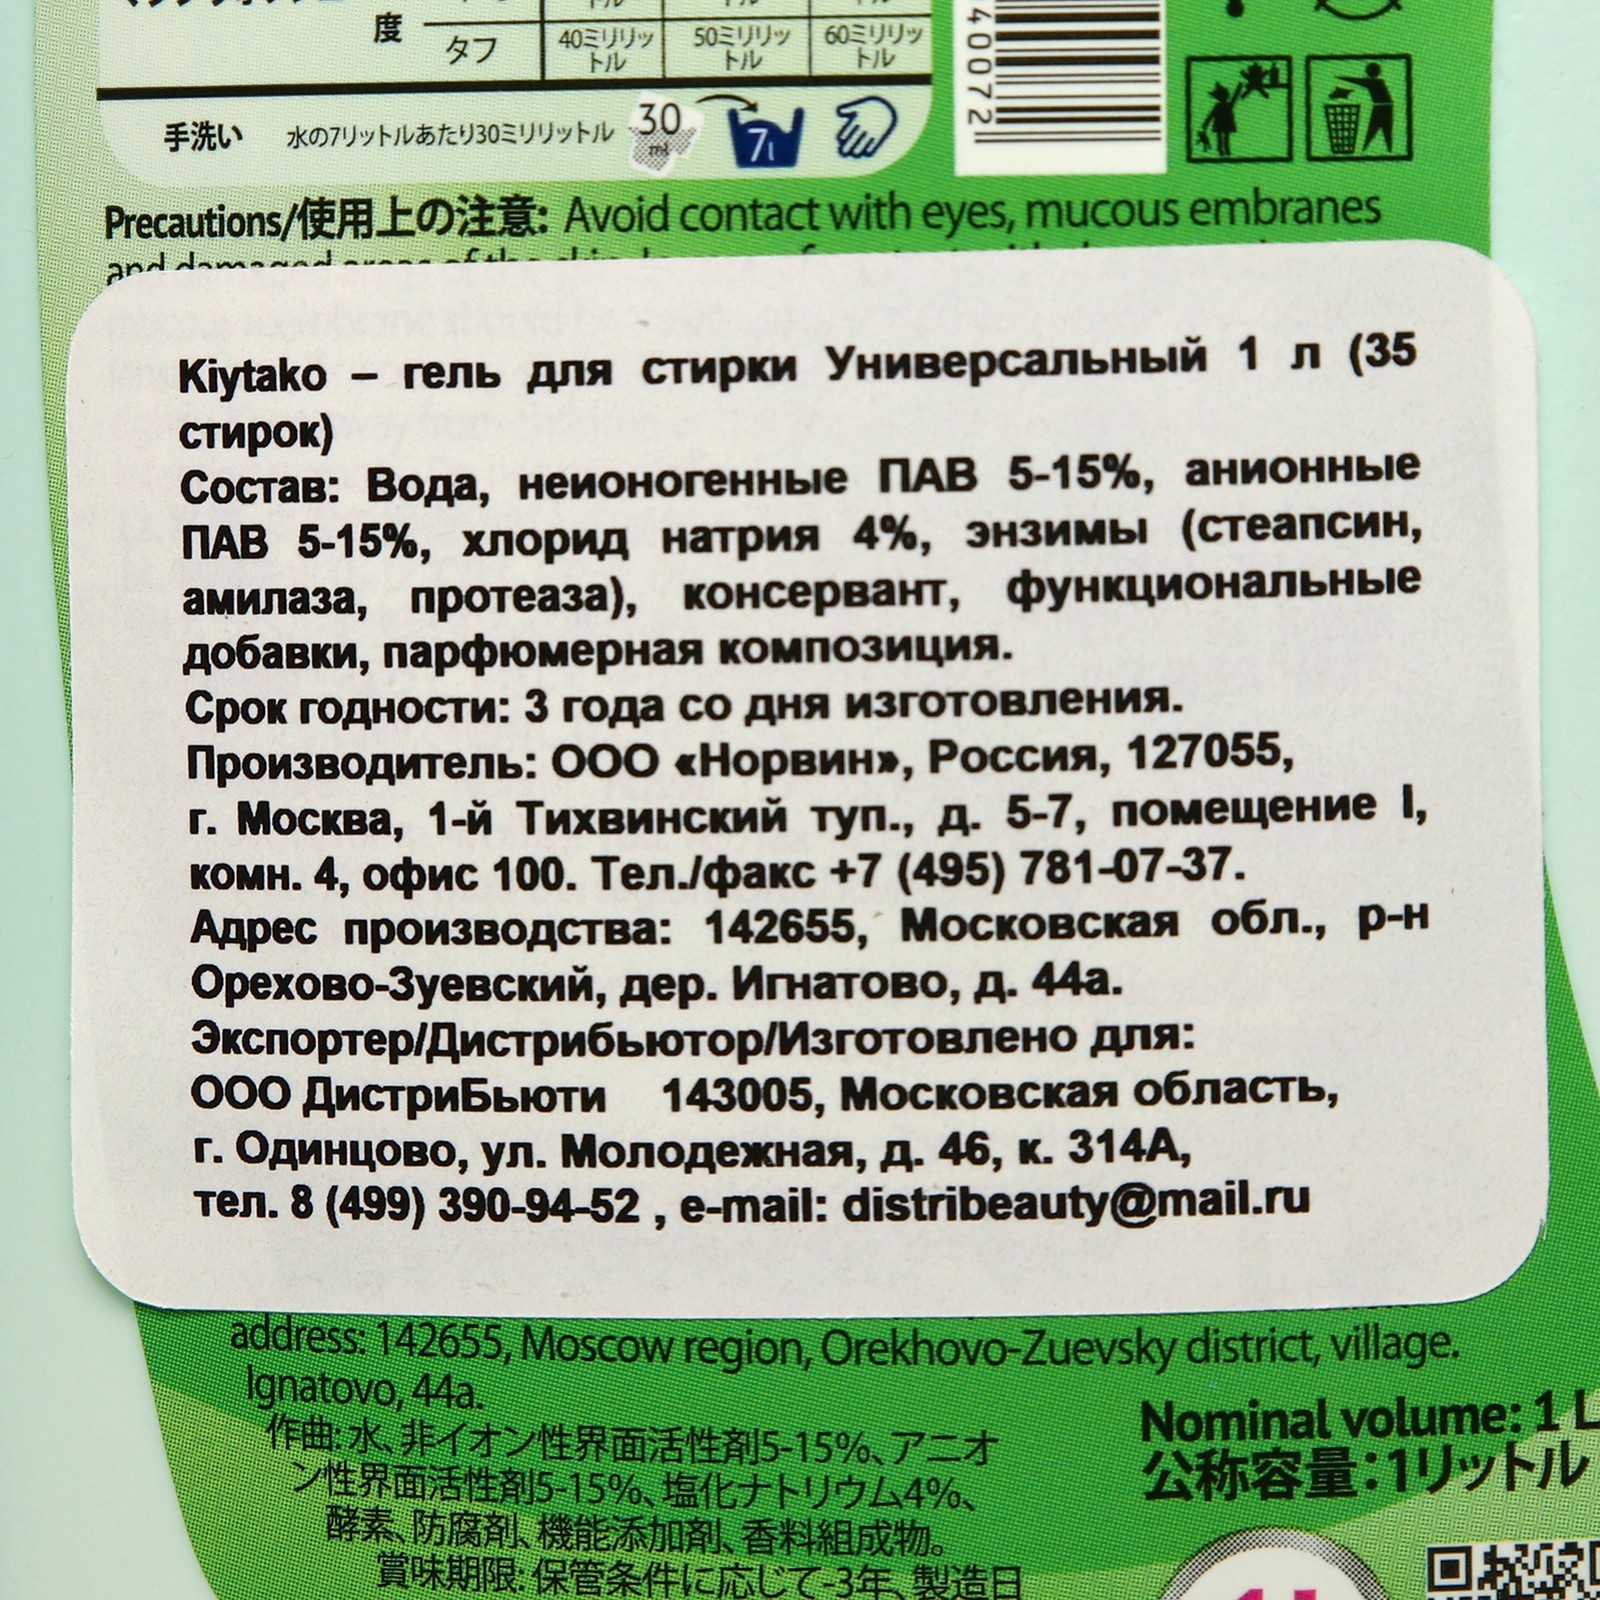 度
タフ 40ミリリットル 50ミリリットル 60ミリリットル
手洗い 水の7リットルあたり30ミリリットル 30 ml 7l
40072
Precautions/使用上の注意: Avoid contact with eyes, mucous embranes
and damaged areas of the skin
Kiytako – гель для стирки Универсальный 1 л (35
стирок)
Состав: Вода, неионогенные ПАВ 5-15%, анионные
ПАВ 5-15%, хлорид натрия 4%, энзимы (стеапсин,
амилаза, протеаза), консервант, функциональные
добавки, парфюмерная композиция.
Срок годности: 3 года со дня изготовления.
Производитель: ООО «Норвин», Россия, 127055,
г. Москва, 1-й Тихвинский туп., д. 5-7, помещение I,
комн. 4, офис 100. Тел./факс +7 (495) 781-07-37.
Адрес производства: 142655, Московская обл., р-н
Орехово-Зуевский, дер. Игнатово, д. 44а.
Экспортер/Дистрибьютор/Изготовлено для:
ООО ДистриБьюти 143005, Московская область,
г. Одинцово, ул. Молодежная, д. 46, к. 314А,
тел. 8 (499) 390-94-52 , e-mail: distribeauty@mail.ru
address: 142655, Moscow region, Orekhovo-Zuevsky district, village.
Ignatovo, 44a.
作曲:水、非イオン性界面活性剤5-15%、アニオ
ン性界面活性剤5-15%、塩化ナトリウム4%、
酵素、防腐剤、機能添加剤、香料組成物。
賞味期限: 保管条件に応じて-3年、製造日
Nominal volume: 1 L
公称容量:1リットル